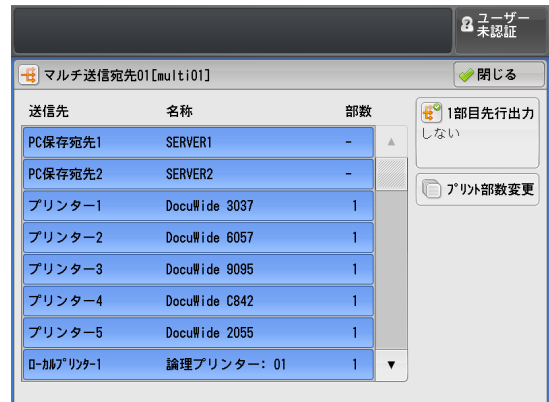 ユーザー
未認証
マルチ送信宛先01[multi01]
閉じる
送信先 名称 部数
PC保存宛先1 SERVER1 -
PC保存宛先2 SERVER2 -
プリンター1 DocuWide 3037 1
プリンター2 DocuWide 6057 1
プリンター3 DocuWide 9095 1
プリンター4 DocuWide C842 1
プリンター5 DocuWide 2055 1
ローカルプリンター1 論理プリンター: 01 1
1部目先行出力
しない
プリント部数変更